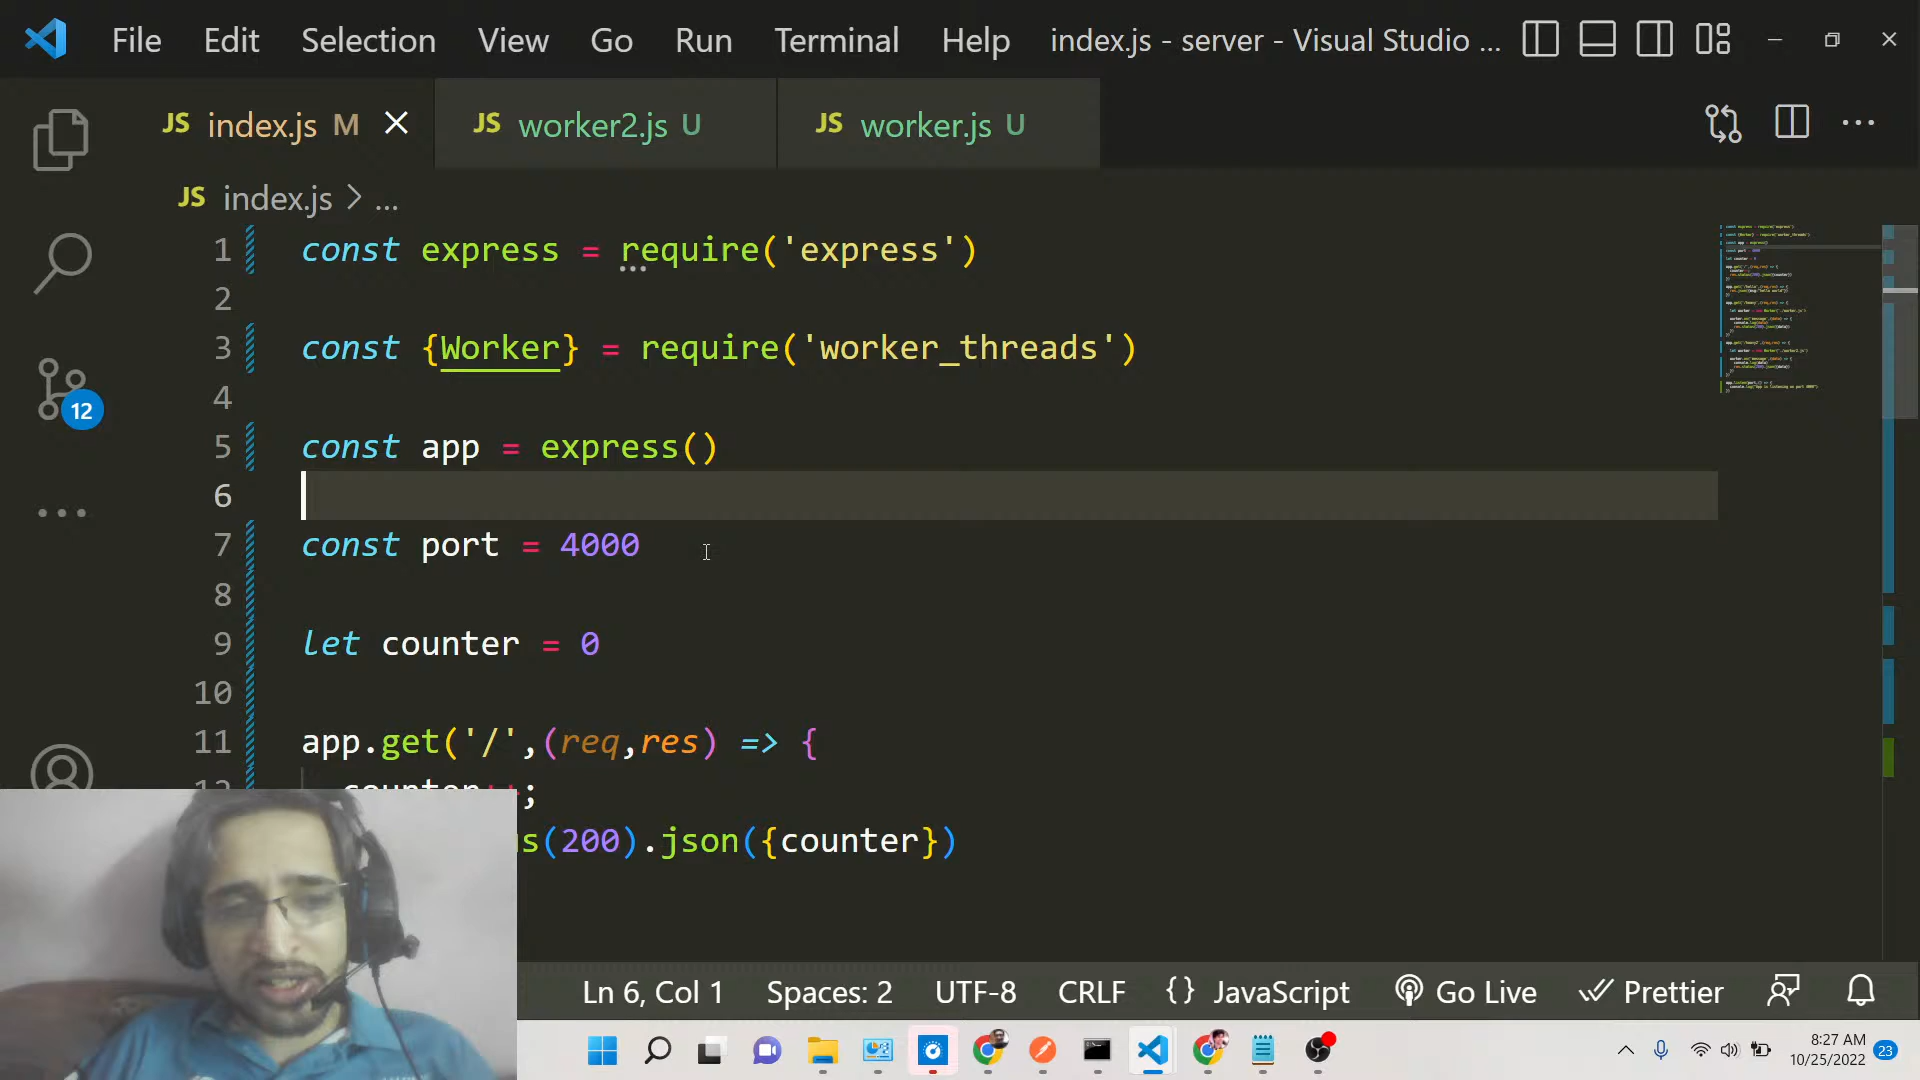 File Edit Selection View Go Run Terminal Help index.js - server - Visual Studio ...
JS index.js M JS worker2.js U JS worker.js U
JS index.js > ...
1 const express = require('express')
2
3 const {Worker} = require('worker_threads')
4
5 const app = express()
6
7 const port = 4000
8
9 let counter = 0
10
11 app.get('/',(req,res) => {
12 counter++;
s(200).json({counter})
12
Ln 6, Col 1 Spaces: 2 UTF-8 CRLF {} JavaScript Go Live Prettier
8:27 AM
10/25/2022 23